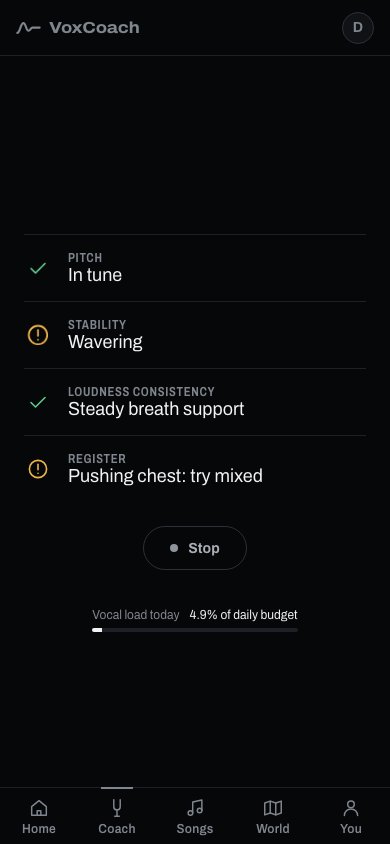 VoxCoach
D
PITCH
In tune
STABILITY
Wavering
LOUDNESS CONSISTENCY
Steady breath support
REGISTER
Pushing chest: try mixed
Stop
Vocal load today 4.9% of daily budget
Home Coach Songs World You